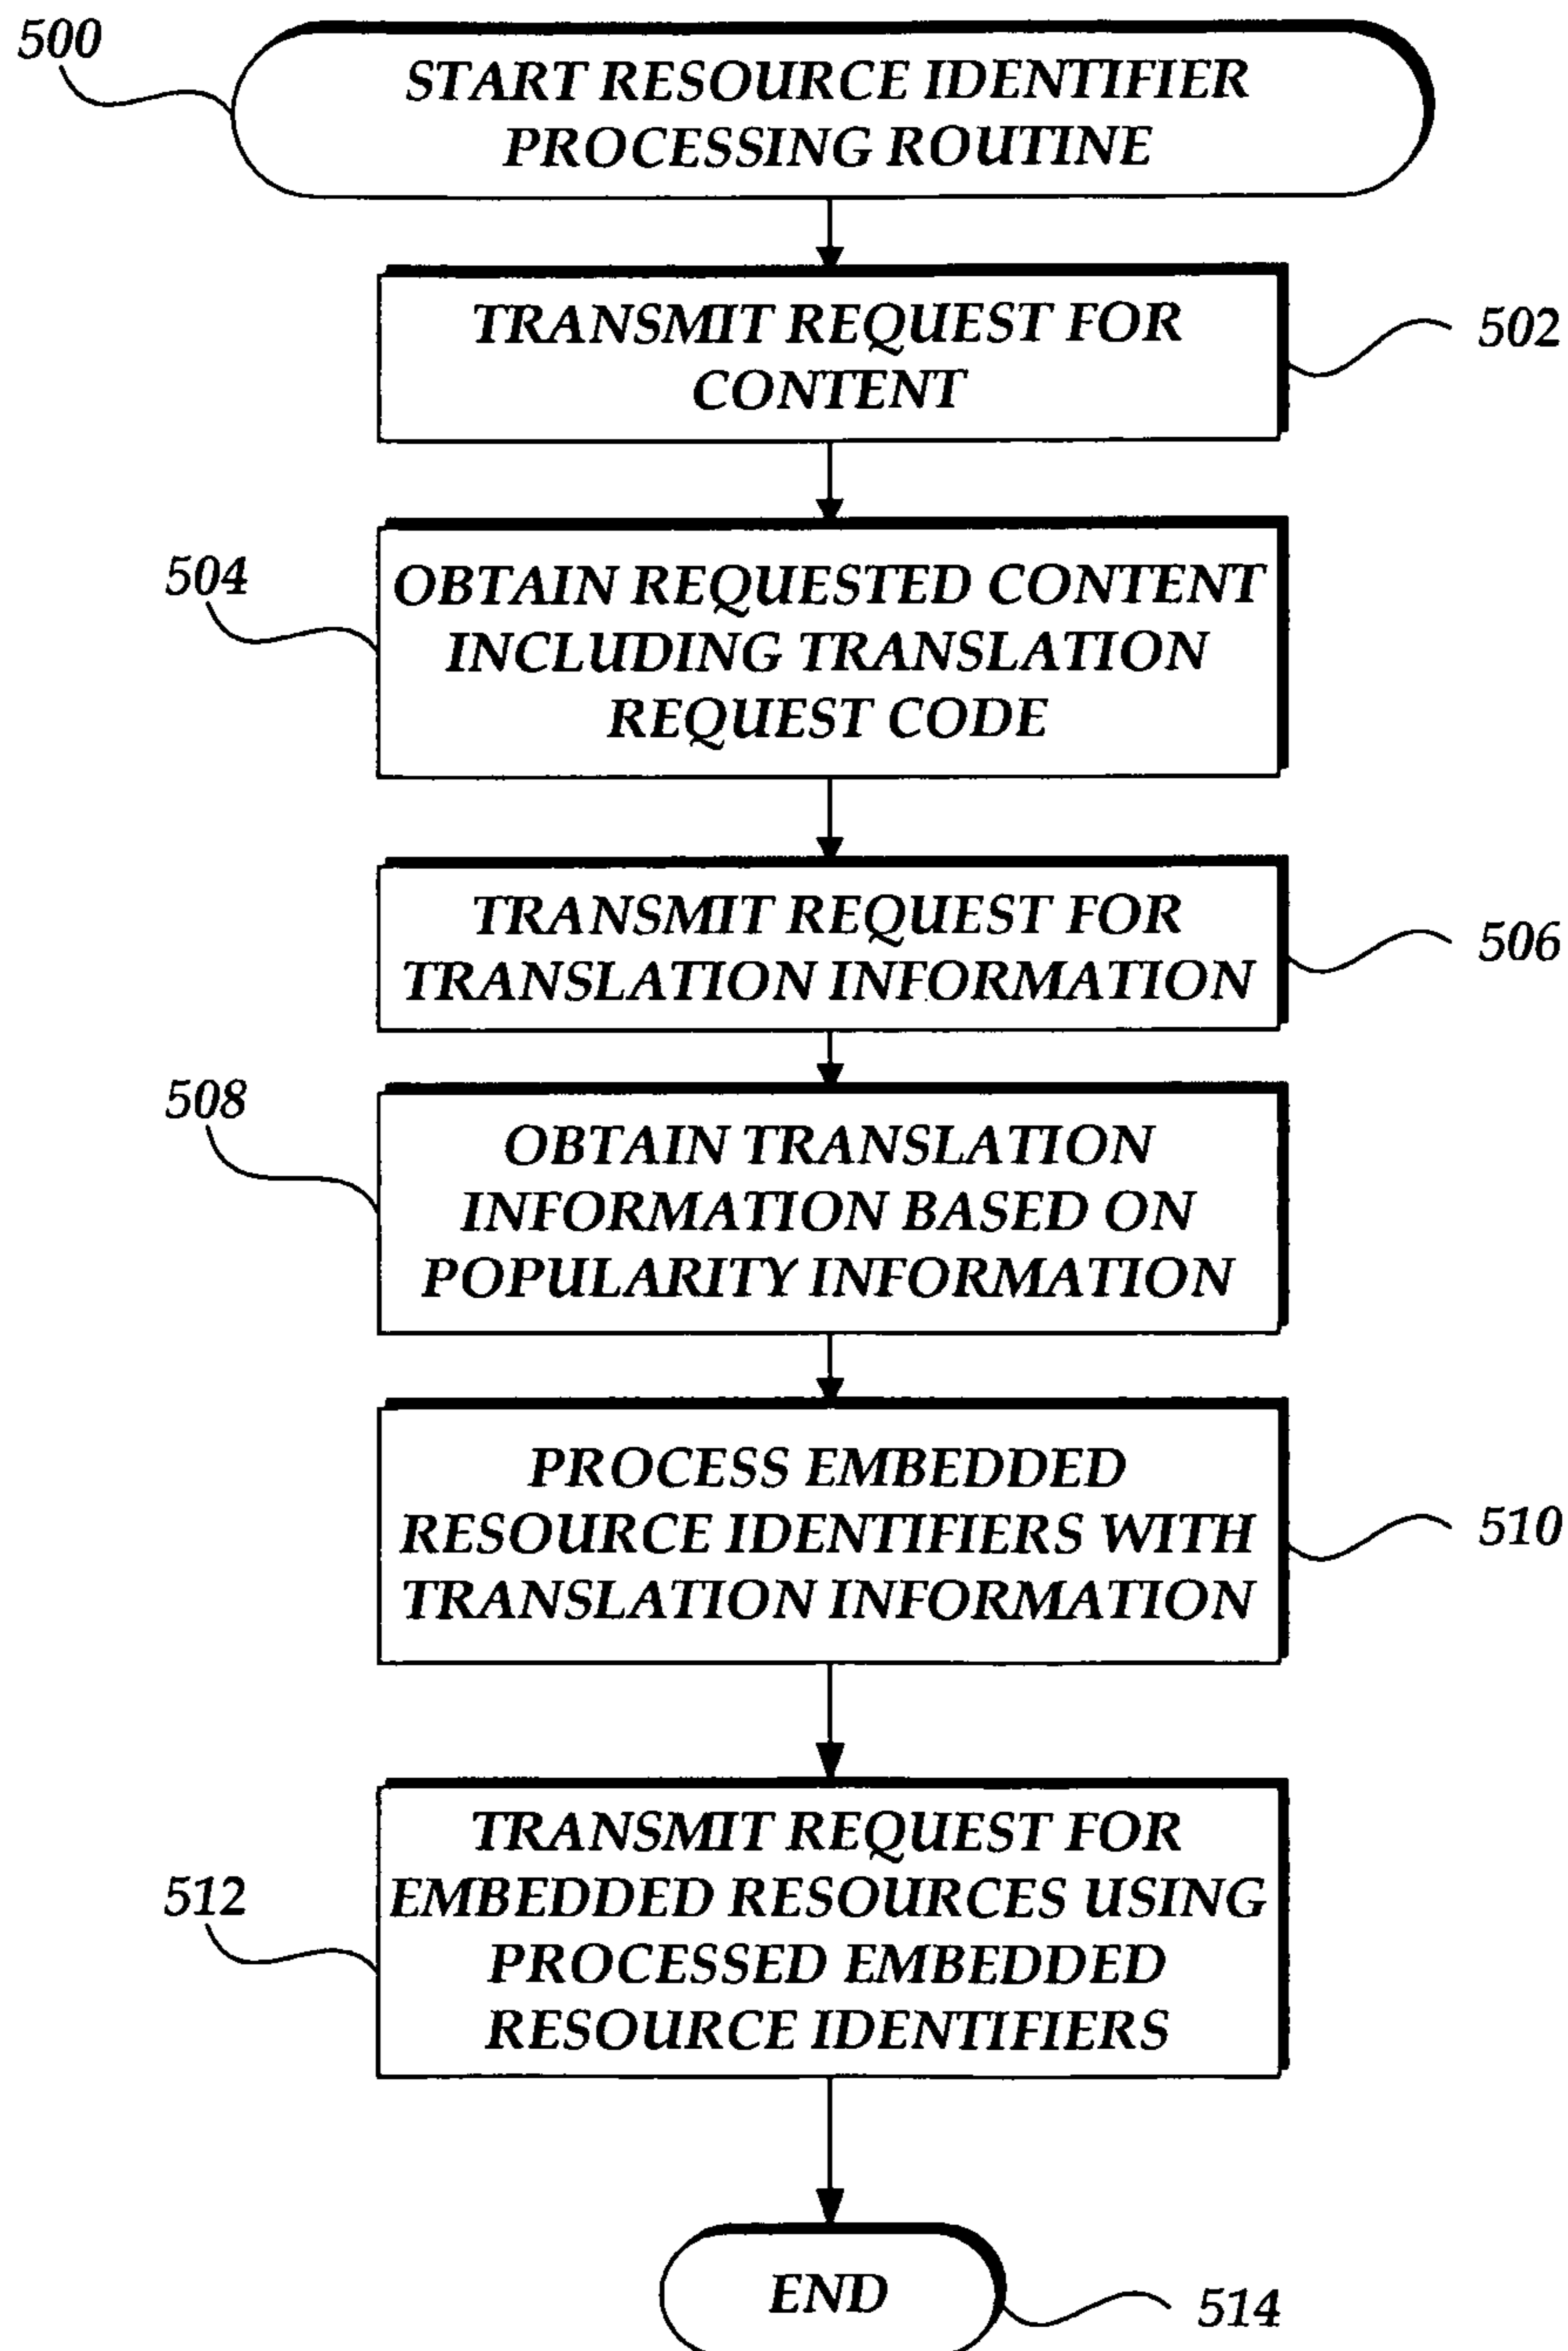 500
START RESOURCE IDENTIFIER
PROCESSING ROUTINE
TRANSMIT REQUEST FOR
CONTENT
502
504
OBTAIN REQUESTED CONTENT
INCLUDING TRANSLATION
REQUEST CODE
TRANSMIT REQUEST FOR
TRANSLATION INFORMATION
506
508
OBTAIN TRANSLATION
INFORMATION BASED ON
POPULARITY INFORMATION
PROCESS EMBEDDED
RESOURCE IDENTIFIERS WITH
TRANSLATION INFORMATION
510
512
TRANSMIT REQUEST FOR
EMBEDDED RESOURCES USING
PROCESSED EMBEDDED
RESOURCE IDENTIFIERS
END
514